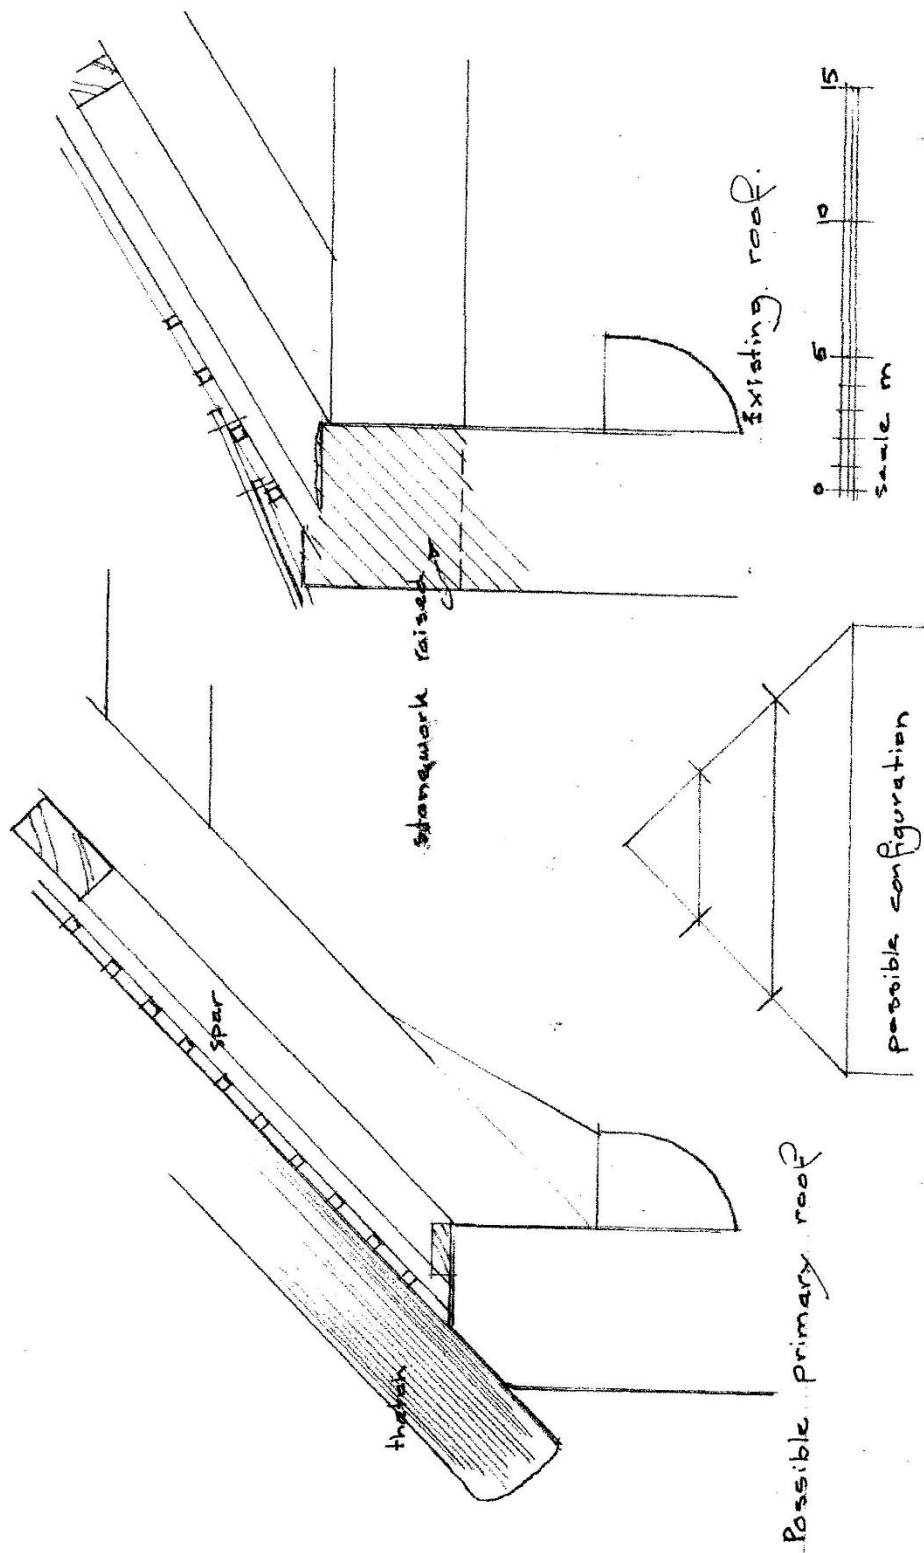 thatch
spar
stonework raised
Possible primary roof
possible configuration
Existing. roof.
0 5 10 15
scale m